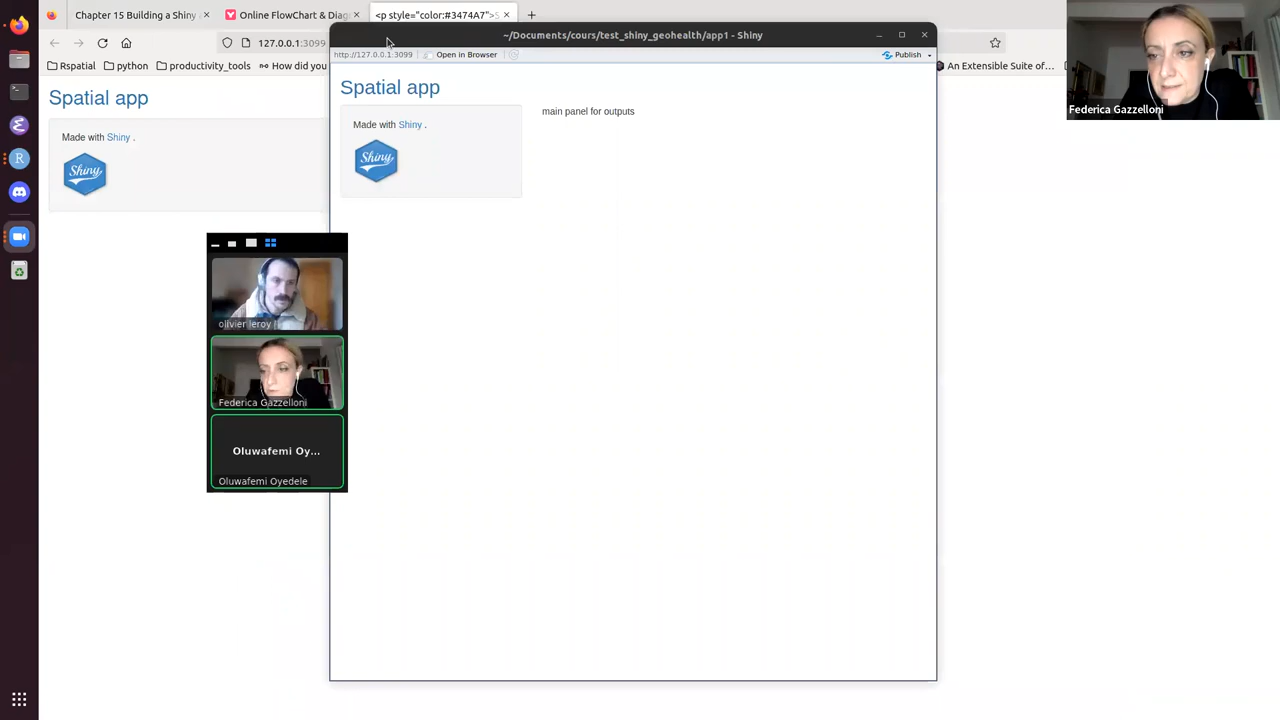 Chapter 15 Building a Shiny
Online FlowChart & Diag
<p style="color:#3474A7">S
127.0.0.1:3099
Rspatial
python
productivity_tools
How did you
An Extensible Suite of…
Spatial app
Made with Shiny .
Shiny
~/Documents/cours/test_shiny_geohealth/app1 - Shiny
http://127.0.0.1:3099
Open in Browser
Publish
Spatial app
Made with Shiny .
Shiny
main panel for outputs
olivier leroy
Federica Gazzelloni
Oluwafemi Oy...
Oluwafemi Oyedele
Federica Gazzelloni